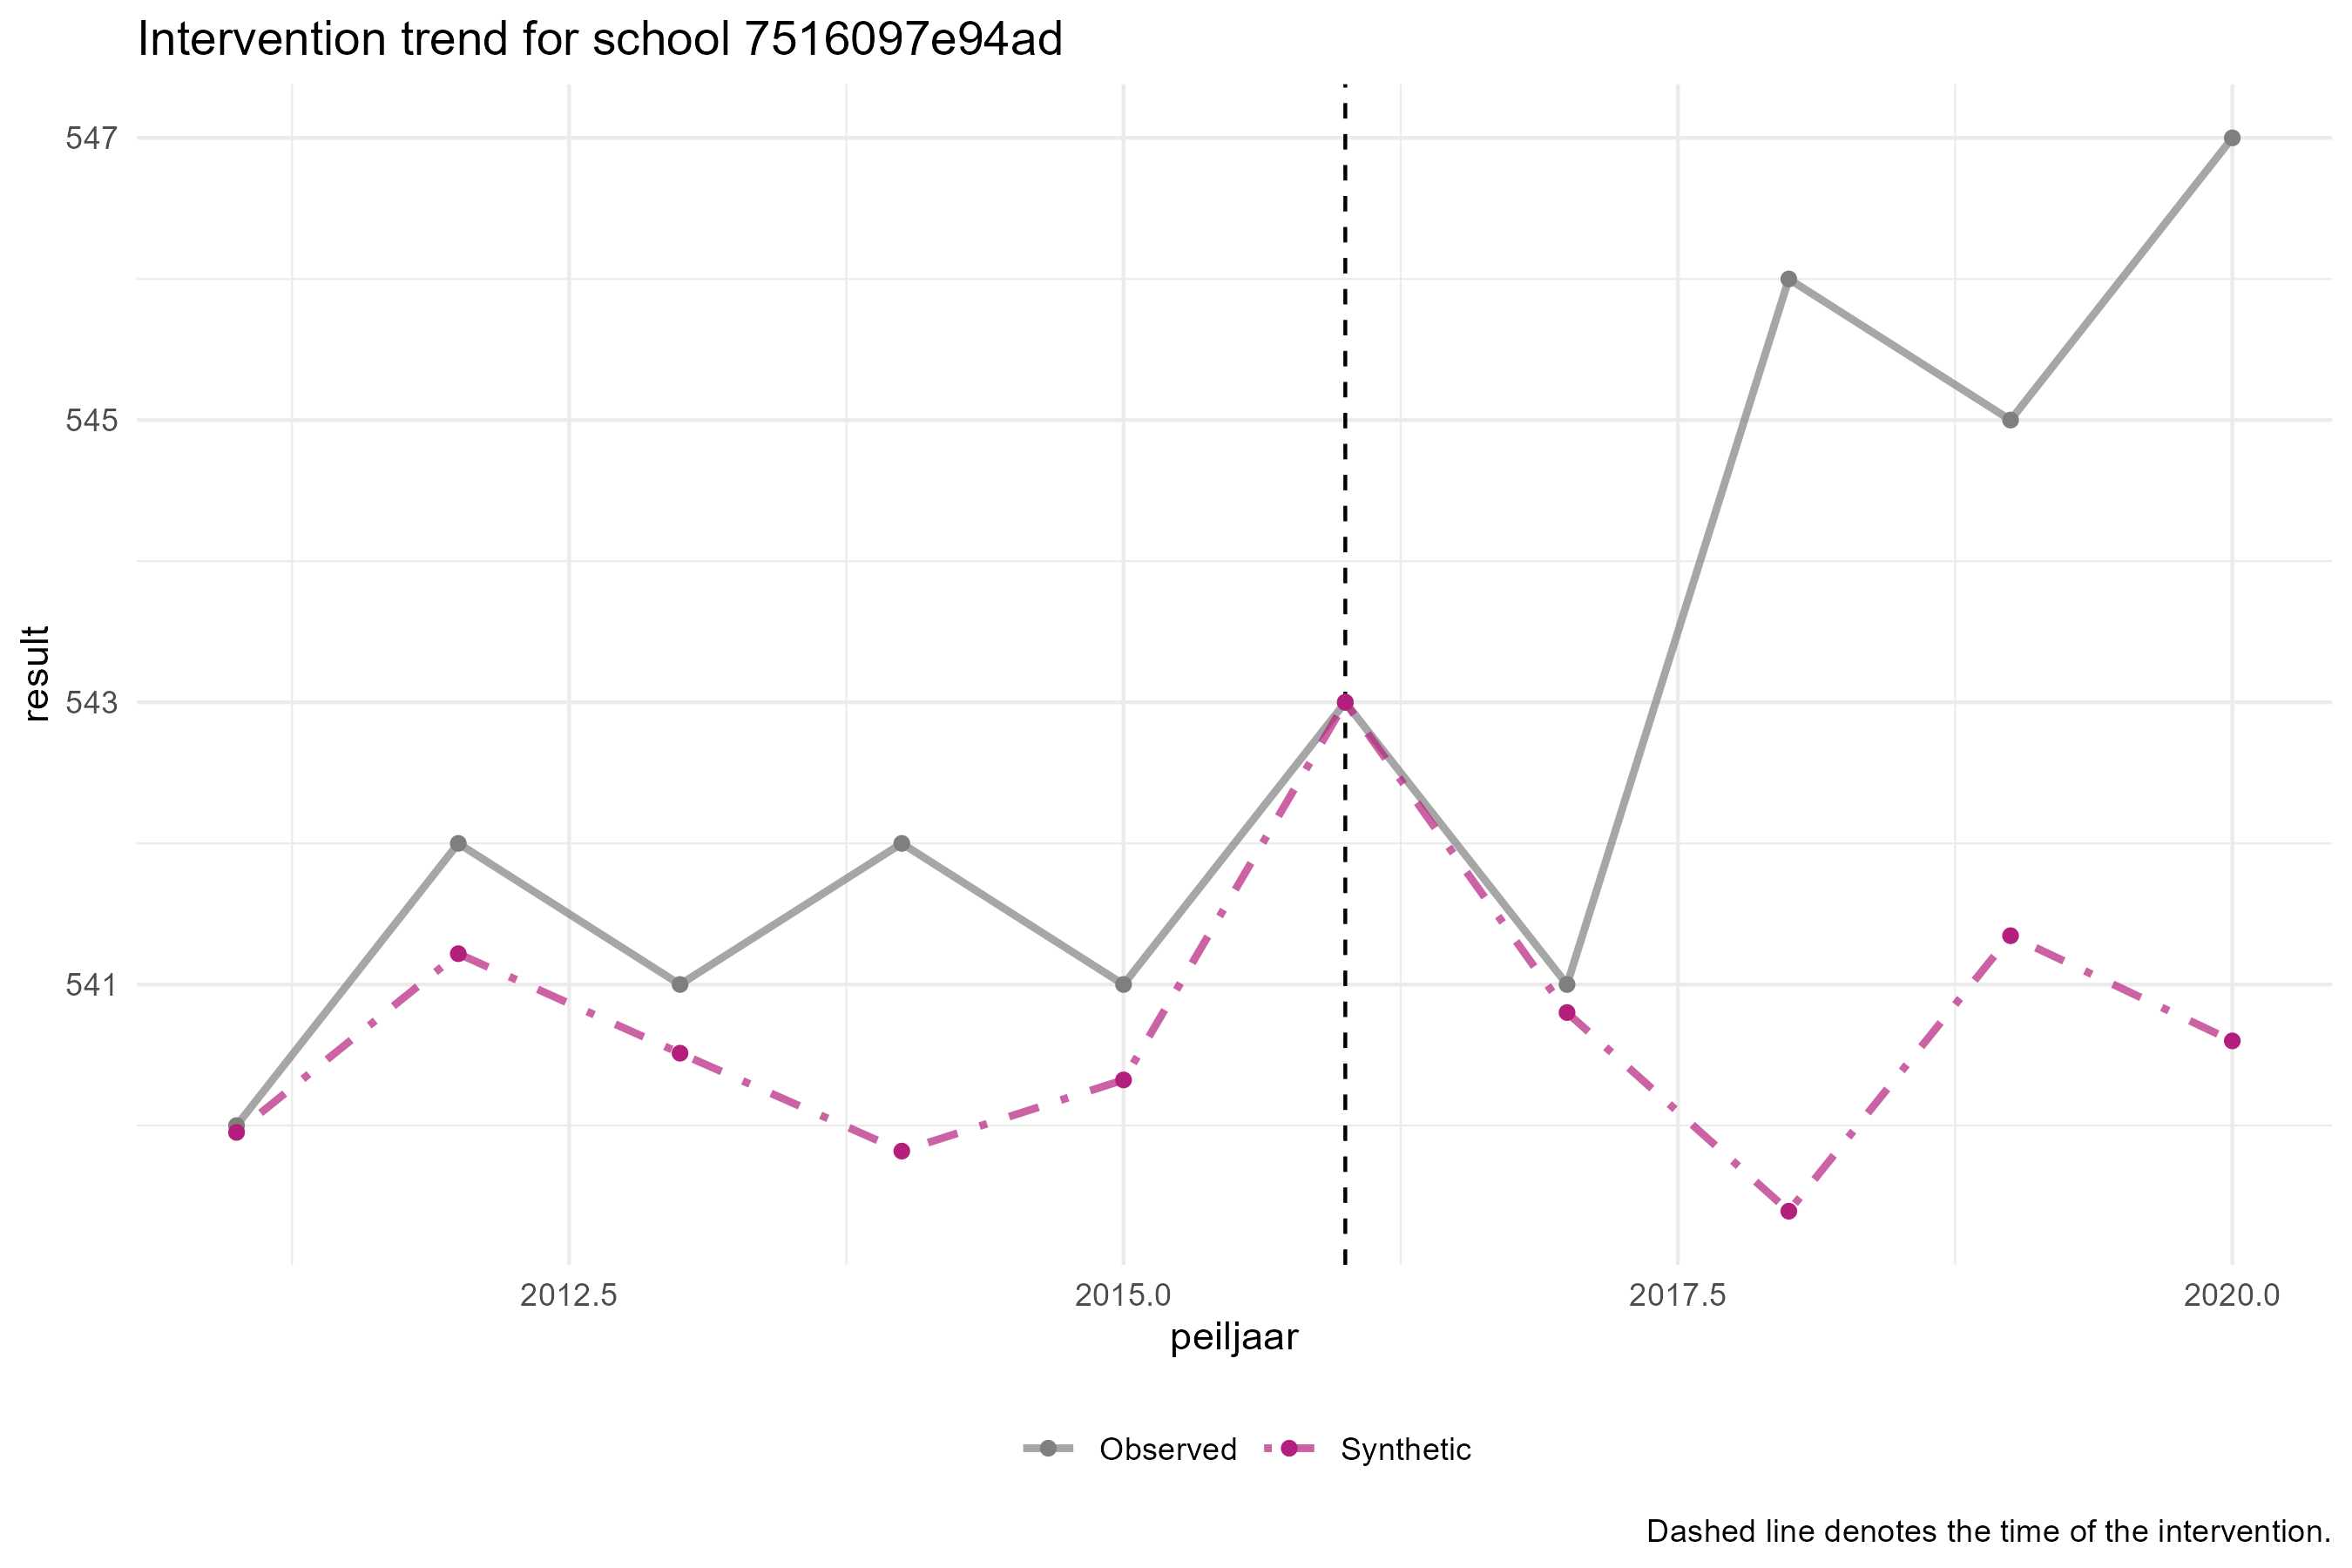 Intervention trend for school 7516097e94ad
547
545
543
541
result
2012.5 2015.0 2017.5 2020.0
peiljaar
Observed Synthetic
Dashed line denotes the time of the intervention.